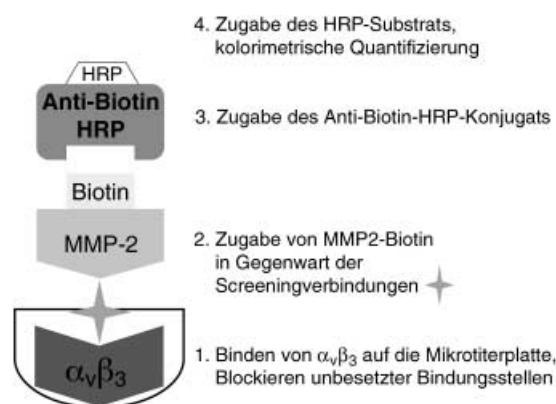 4. Zugabe des HRP-Substrats,
kolorimetrische Quantifizierung
HRP
Anti-Biotin
HRP
3. Zugabe des Anti-Biotin-HRP-Konjugats
Biotin
MMP-2
2. Zugabe von MMP2-Biotin
in Gegenwart der
Screeningverbindungen
αvβ3
1. Binden von αvβ3 auf die Mikrotiterplatte,
Blockieren unbesetzter Bindungsstellen